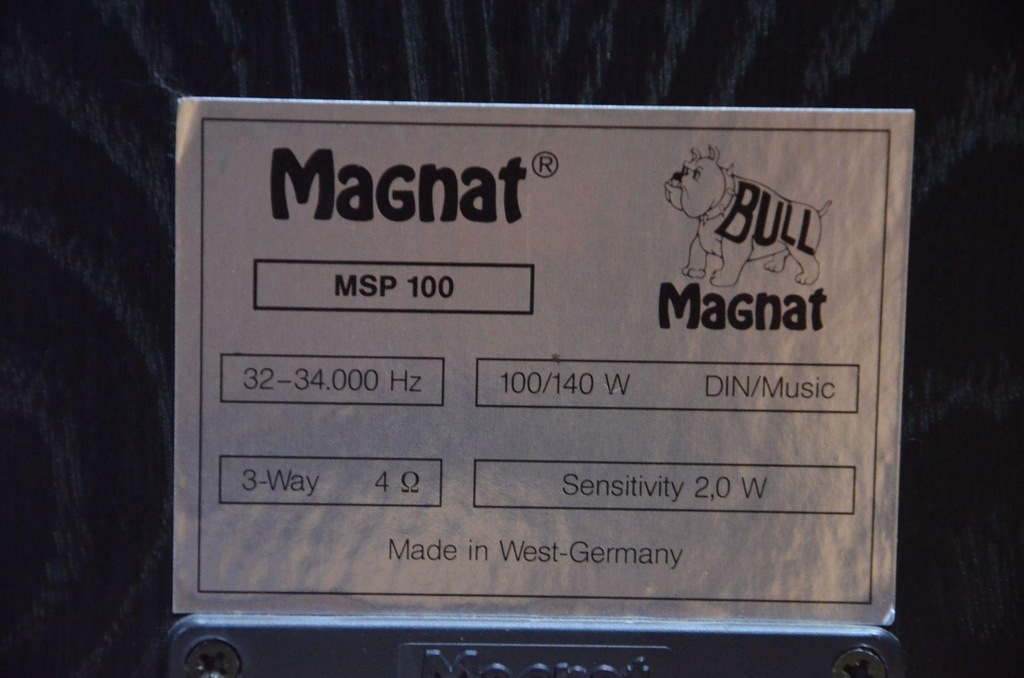 Magnat®
BULL
Magnat
MSP 100
32-34.000 Hz
100/140 W DIN/Music
3-Way 4 Ω
Sensitivity 2,0 W
Made in West-Germany
Magnat